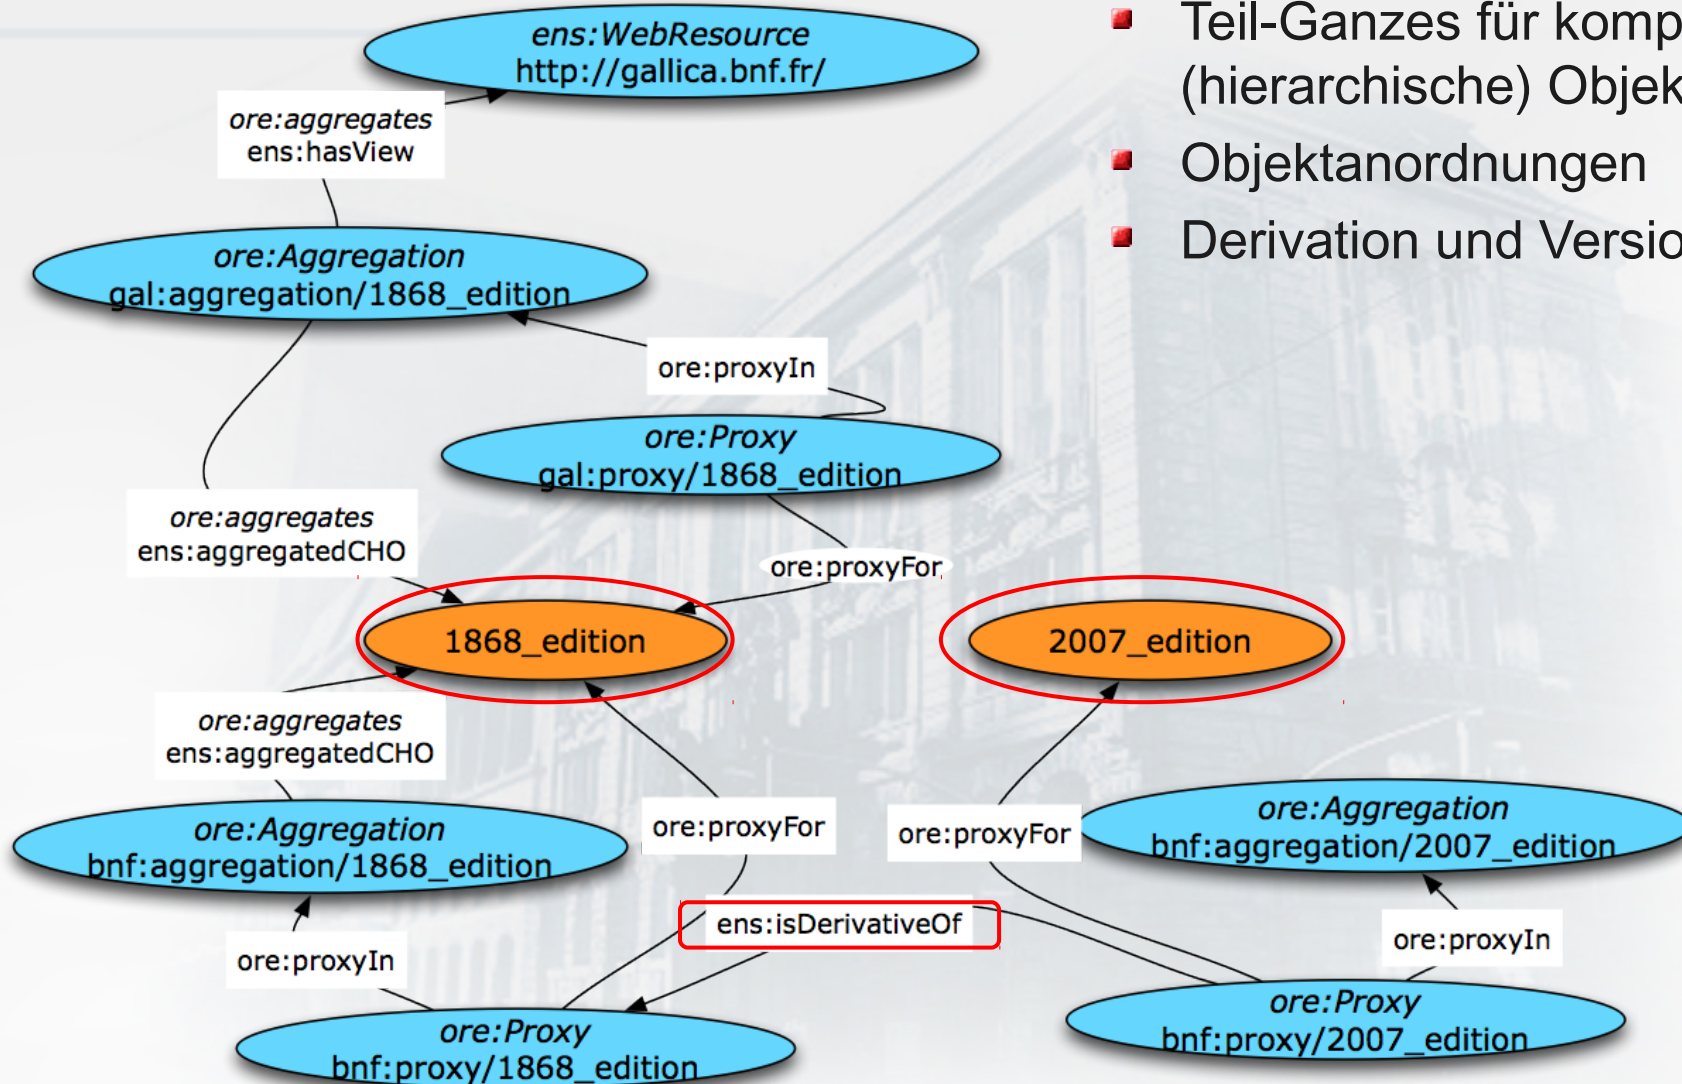 ens:WebResource
http://gallica.bnf.fr/
Teil-Ganzes für komp
(hierarchische) Objek
Objektanordnungen
Derivation und Versio
ore:aggregates
ens:hasView
ore:Aggregation
gal:aggregation/1868_edition
ore:proxyIn
ore:Proxy
gal:proxy/1868_edition
ore:aggregates
ens:aggregatedCHO
ore:proxyFor
1868_edition
2007_edition
ore:aggregates
ens:aggregatedCHO
ore:proxyFor
ore:proxyFor
ore:Aggregation
bnf:aggregation/1868_edition
ore:Aggregation
bnf:aggregation/2007_edition
ens:isDerivativeOf
ore:proxyIn
ore:proxyIn
ore:Proxy
bnf:proxy/1868_edition
ore:Proxy
bnf:proxy/2007_edition